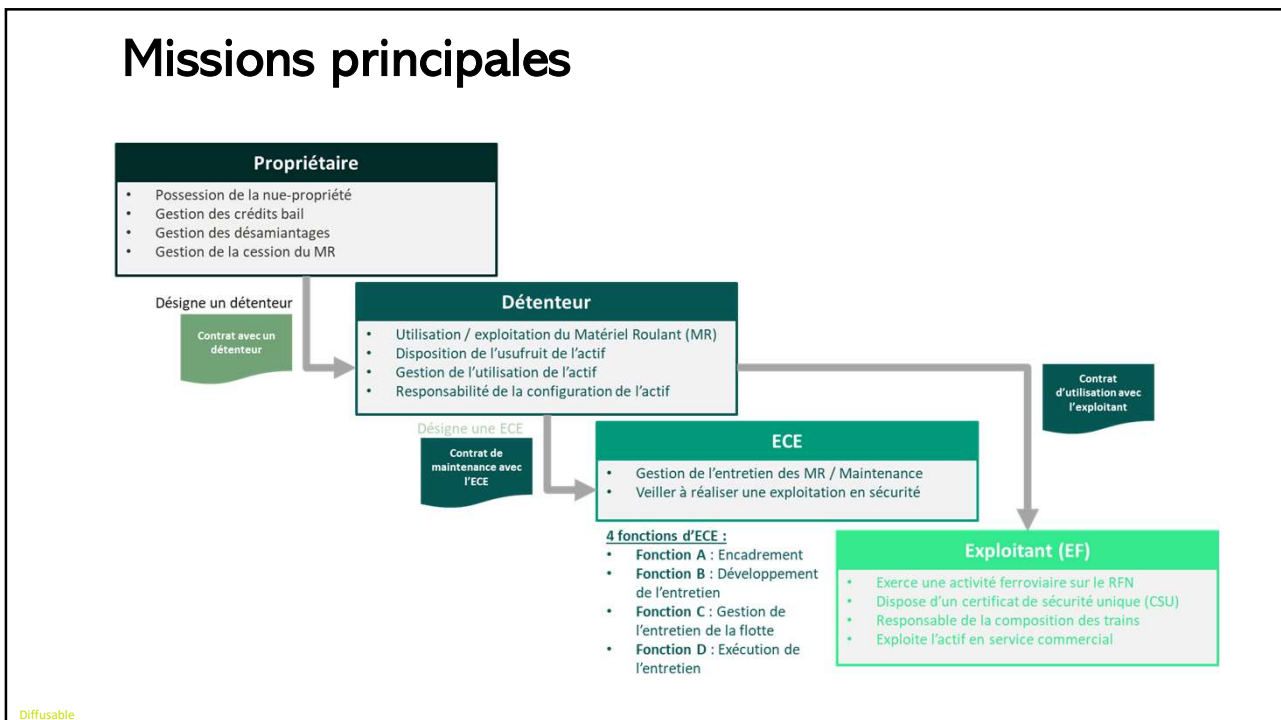 Missions principales
Propriétaire
• Possession de la nue-propriété
• Gestion des crédits bail
• Gestion des désamiantages
• Gestion de la cession du MR
Désigne un détenteur
Contrat avec un
détenteur
Détenteur
• Utilisation / exploitation du Matériel Roulant (MR)
• Disposition de l’usufruit de l’actif
• Gestion de l’utilisation de l’actif
• Responsabilité de la configuration de l’actif
Contrat
d’utilisation avec
l’exploitant
Désigne une ECE
Contrat de
maintenance avec
l’ECE
ECE
• Gestion de l’entretien des MR / Maintenance
• Veiller à réaliser une exploitation en sécurité
4 fonctions d’ECE :
• Fonction A : Encadrement
• Fonction B : Développement
de l’entretien
• Fonction C : Gestion de
l’entretien de la flotte
• Fonction D : Exécution de
l’entretien
Exploitant (EF)
• Exerce une activité ferroviaire sur le RFN
• Dispose d’un certificat de sécurité unique (CSU)
• Responsable de la composition des trains
• Exploite l’actif en service commercial
Diffusable